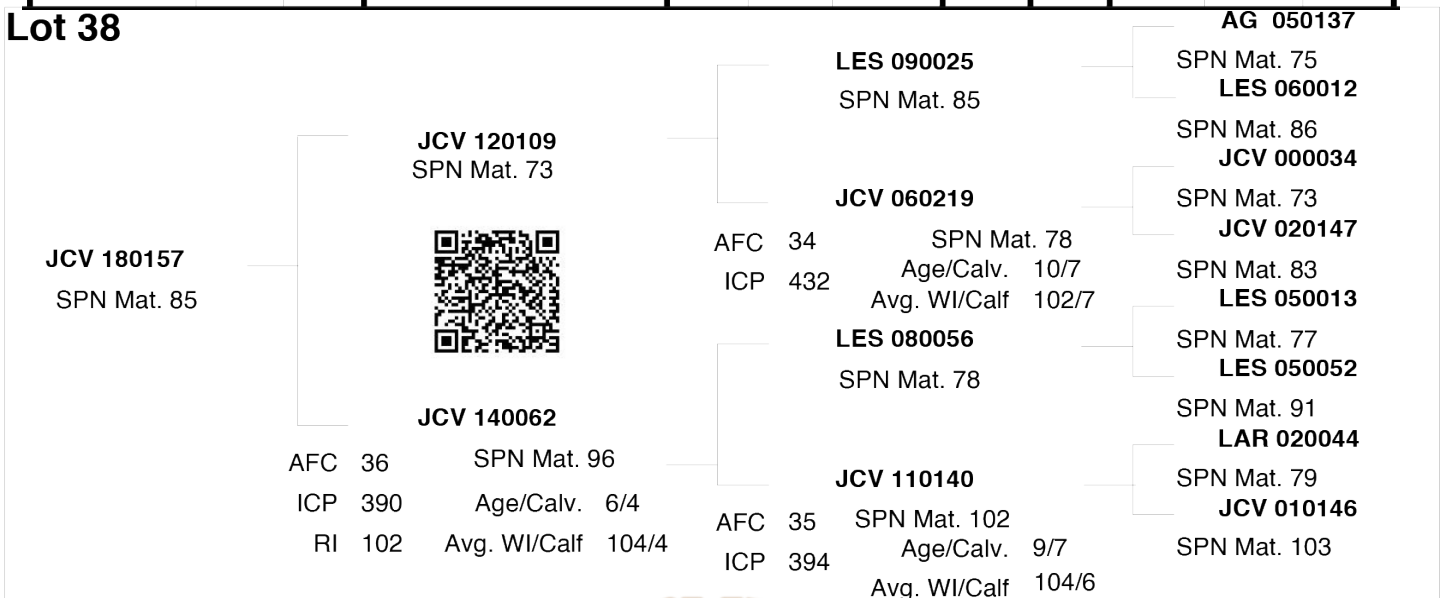 Lot 38
JCV 180157
SPN Mat. 85
JCV 120109
SPN Mat. 73
JCV 140062
AFC 36 SPN Mat. 96
ICP 390 Age/Calv. 6/4
RI 102 Avg. WI/Calf 104/4
LES 090025
SPN Mat. 85
JCV 060219
AFC 34 SPN Mat. 78
Age/Calv. 10/7
ICP 432
Avg. WI/Calf 102/7
LES 080056
SPN Mat. 78
JCV 110140
AFC 35 SPN Mat. 102
Age/Calv. 9/7
ICP 394
Avg. WI/Calf 104/6
AG 050137
SPN Mat. 75
LES 060012
SPN Mat. 86
JCV 000034
SPN Mat. 73
JCV 020147
SPN Mat. 83
LES 050013
SPN Mat. 77
LES 050052
SPN Mat. 91
LAR 020044
SPN Mat. 79
JCV 010146
SPN Mat. 103